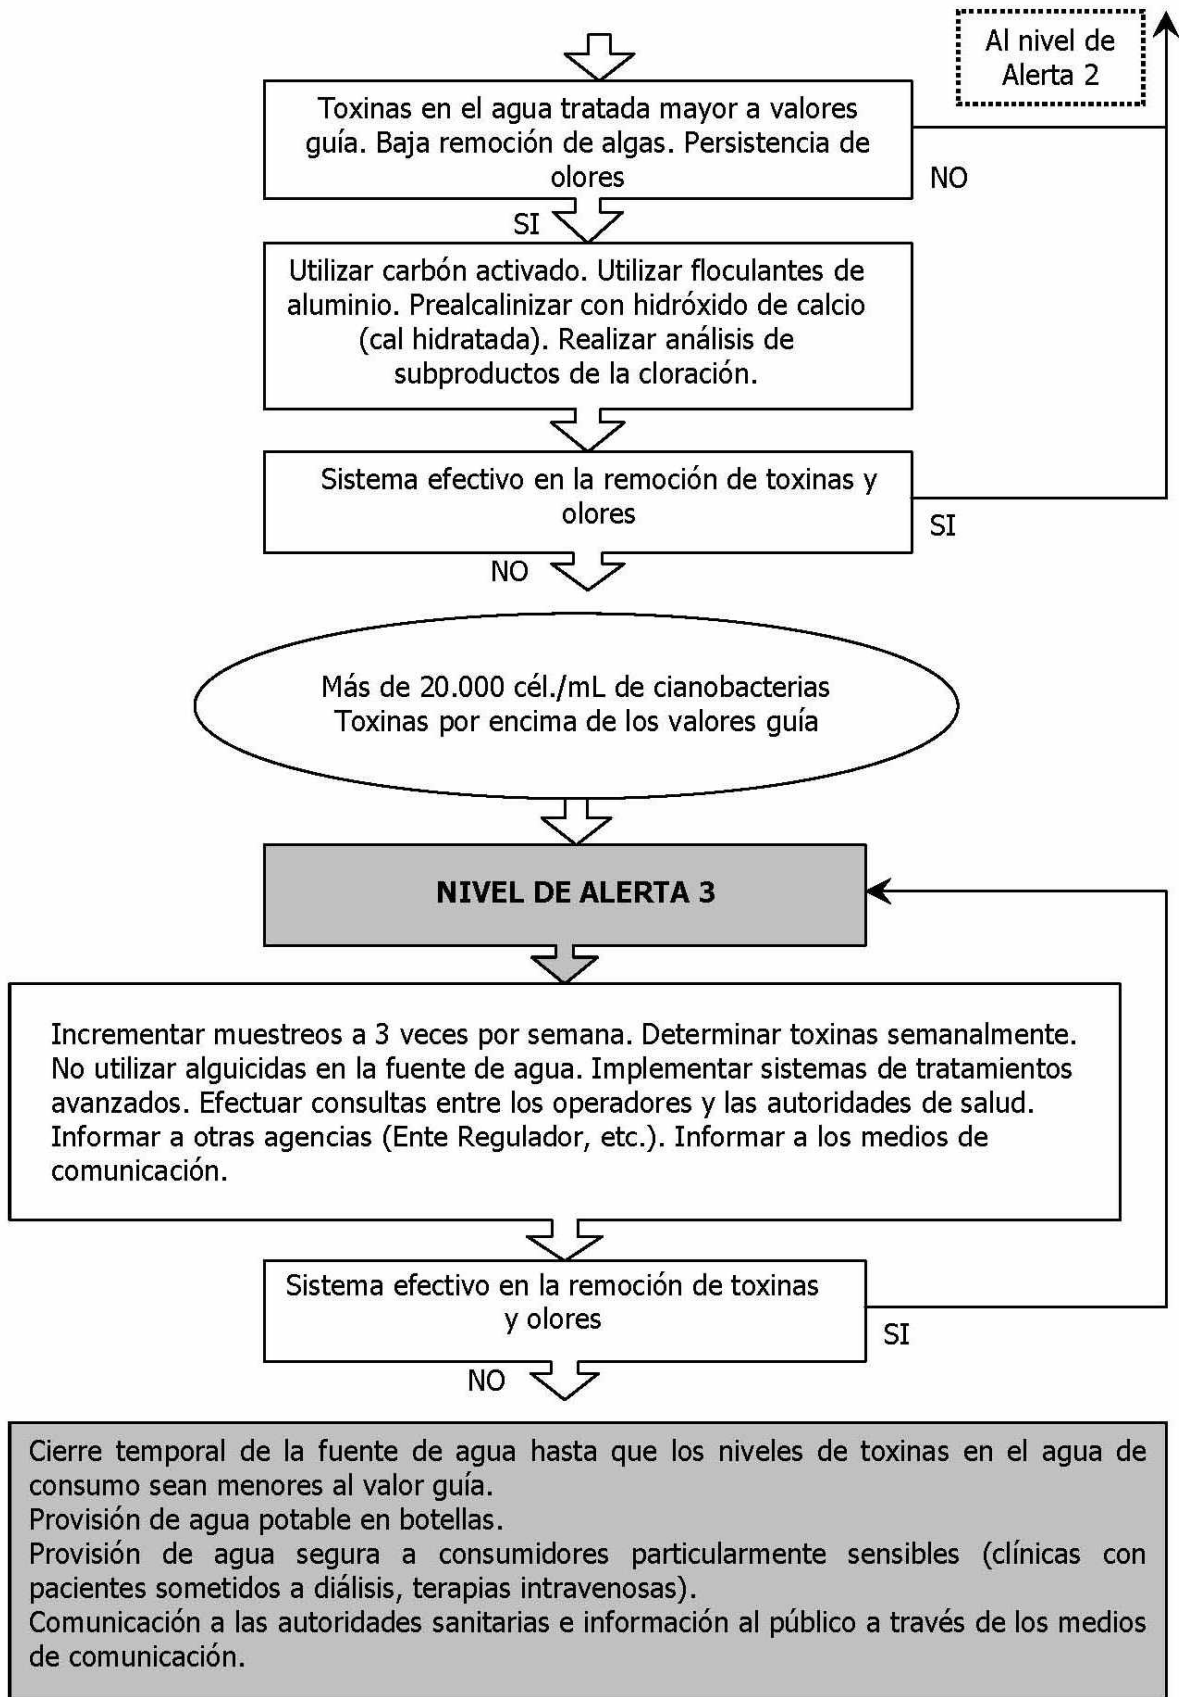 Al nivel de
Alerta 2
Toxinas en el agua tratada mayor a valores
guía. Baja remoción de algas. Persistencia de
olores
NO
SI
Utilizar carbón activado. Utilizar floculantes de
aluminio. Prealcalinizar con hidróxido de calcio
(cal hidratada). Realizar análisis de
subproductos de la cloración.
Sistema efectivo en la remoción de toxinas y
olores
SI
NO
Más de 20.000 cél./mL de cianobacterias
Toxinas por encima de los valores guía
NIVEL DE ALERTA 3
Incrementar muestreos a 3 veces por semana. Determinar toxinas semanalmente.
No utilizar alguicidas en la fuente de agua. Implementar sistemas de tratamientos
avanzados. Efectuar consultas entre los operadores y las autoridades de salud.
Informar a otras agencias (Ente Regulador, etc.). Informar a los medios de
comunicación.
Sistema efectivo en la remoción de toxinas
y olores
SI
NO
Cierre temporal de la fuente de agua hasta que los niveles de toxinas en el agua de
consumo sean menores al valor guía.
Provisión de agua potable en botellas.
Provisión de agua segura a consumidores particularmente sensibles (clínicas con
pacientes sometidos a diálisis, terapias intravenosas).
Comunicación a las autoridades sanitarias e información al público a través de los medios
de comunicación.